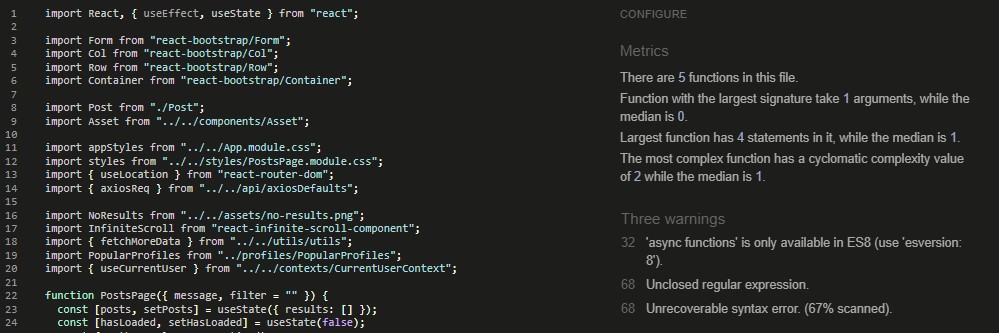 1 import React, { useEffect, useState } from "react";
2
3 import Form from "react-bootstrap/Form";
4 import Col from "react-bootstrap/Col";
5 import Row from "react-bootstrap/Row";
6 import Container from "react-bootstrap/Container";
7
8 import Post from "./Post";
9 import Asset from "../../components/Asset";
10
11 import appStyles from "../../App.module.css";
12 import styles from "../../styles/PostsPage.module.css";
13 import { useLocation } from "react-router-dom";
14 import { axiosReq } from "../../api/axiosDefaults";
15
16 import NoResults from "../../assets/no-results.png";
17 import InfiniteScroll from "react-infinite-scroll-component";
18 import { fetchMoreData } from "../../utils/utils";
19 import PopularProfiles from "../profiles/PopularProfiles";
20 import { useCurrentUser } from "../../contexts/CurrentUserContext";
21
22 function PostsPage({ message, filter = "" }) {
23 const [posts, setPosts] = useState({ results: [] });
24 const [hasLoaded, setHasLoaded] = useState(false);
CONFIGURE
Metrics
There are 5 functions in this file.
Function with the largest signature take 1 arguments, while the
median is 0.
Largest function has 4 statements in it, while the median is 1.
The most complex function has a cyclomatic complexity value
of 2 while the median is 1.
Three warnings
32 'async functions' is only available in ES8 (use 'esversion:
8').
68 Unclosed regular expression.
68 Unrecoverable syntax error. (67% scanned).